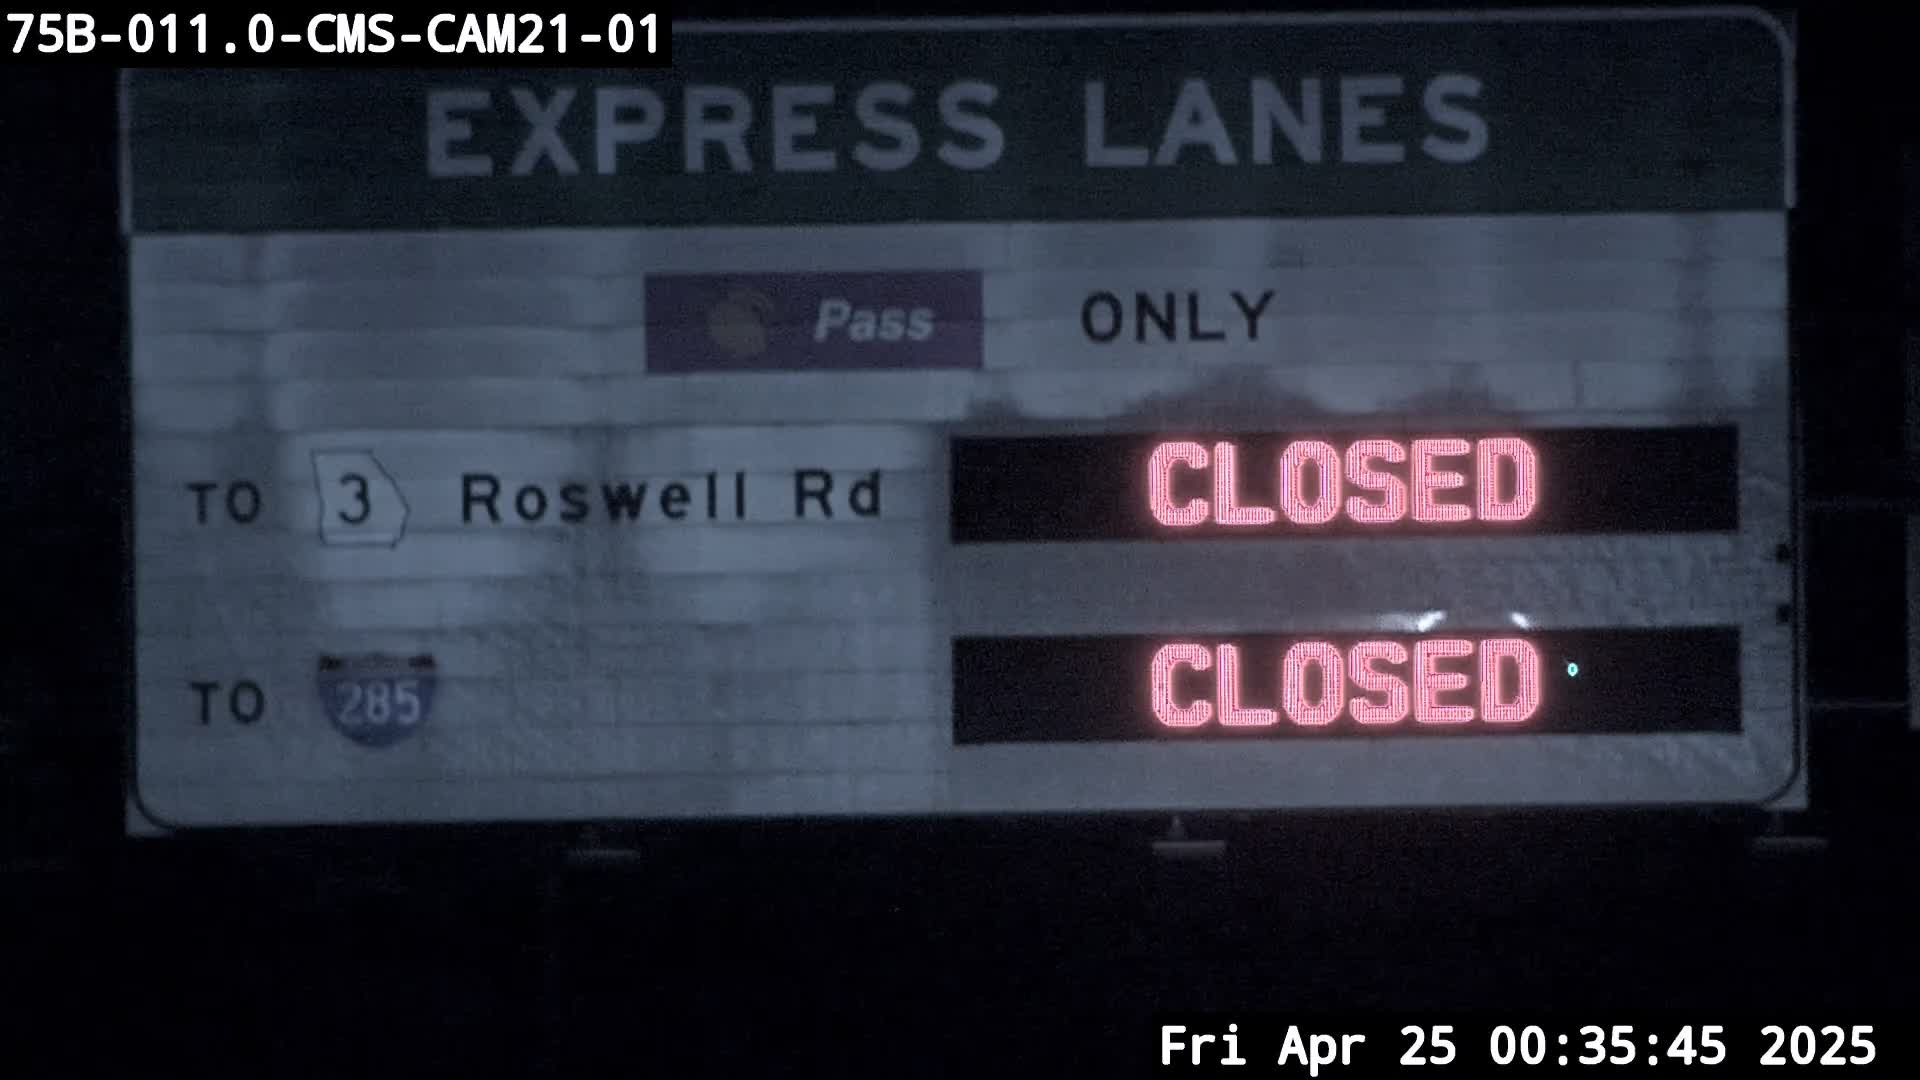 75B-011.0-CMS-CAM21-01
EXPRESS LANES
Pass ONLY
TO 3 Roswell Rd CLOSED
TO 285 CLOSED
Fri Apr 25 00:35:45 2025